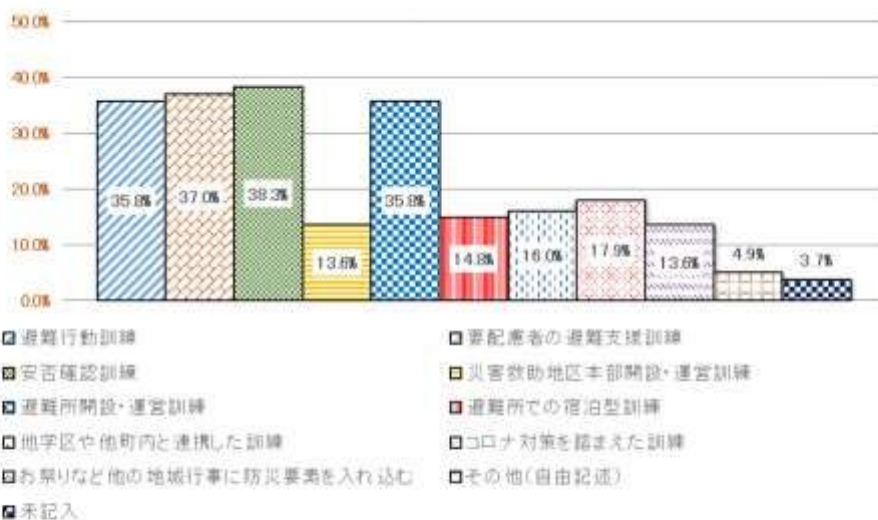 50.0%
40.0%
30.0%
20.0%
10.0%
0.0%
35.8%
37.0%
38.3%
13.6%
35.8%
14.8%
16.0%
17.9%
13.6%
4.9%
3.7%
避難行動訓練
要配慮者の避難支援訓練
安否確認訓練
災害救助地区本部開設・運営訓練
避難所開設・運営訓練
避難所での宿泊型訓練
他学区や他町内と連携した訓練
コロナ対策を踏まえた訓練
お祭りなど他の地域行事に防災要素を入れ込む
その他(自由記述)
未記入